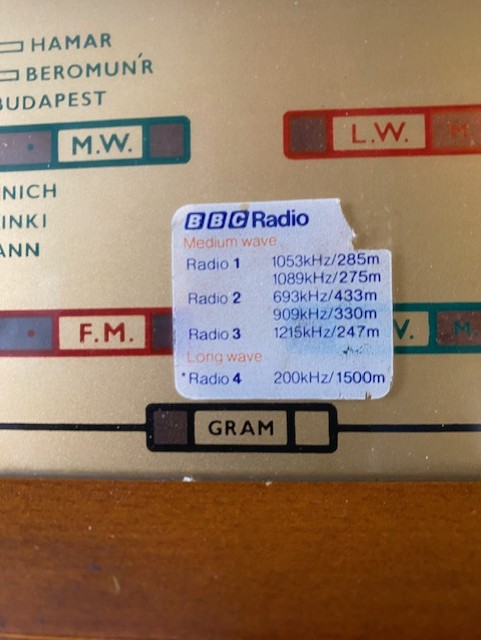 HAMAR
BEROMUN'R
BUDAPEST
M.W.
L.W.
M.
NICH
INKI
ANN
F.M.
BBC Radio
Medium wave
Radio 1 1053kHz/285m
1089kHz/275m
Radio 2 693kHz/433m
909kHz/330m
Radio 3 1215kHz/247m
Long wave
*Radio 4 200kHz/1500m
V.
M.
GRAM